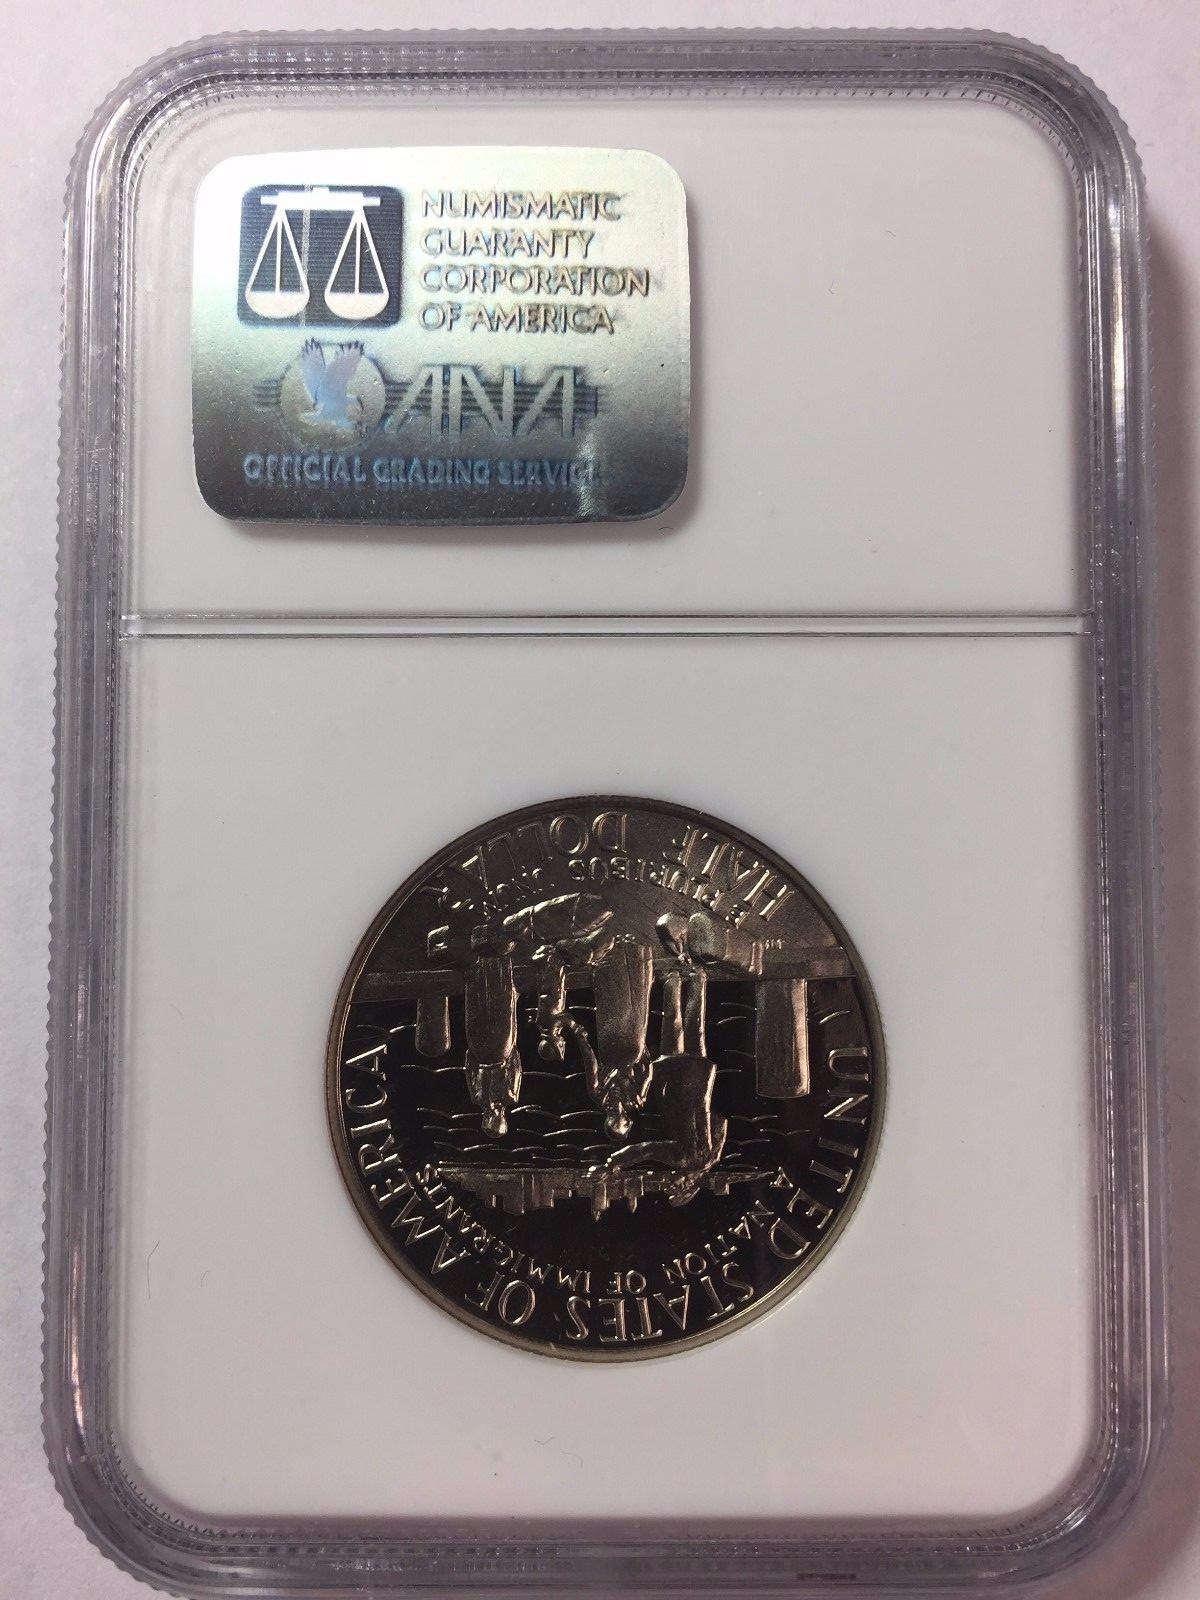 NUMISMATIC
GUARANTY
CORPORATION
OF AMERICA
ANA
OFFICIAL GRADING SERVICE
HALF DOLLAR
E PLURIBUS UNUM
UNITED STATES OF AMERICA
A NATION OF IMMIGRANTS